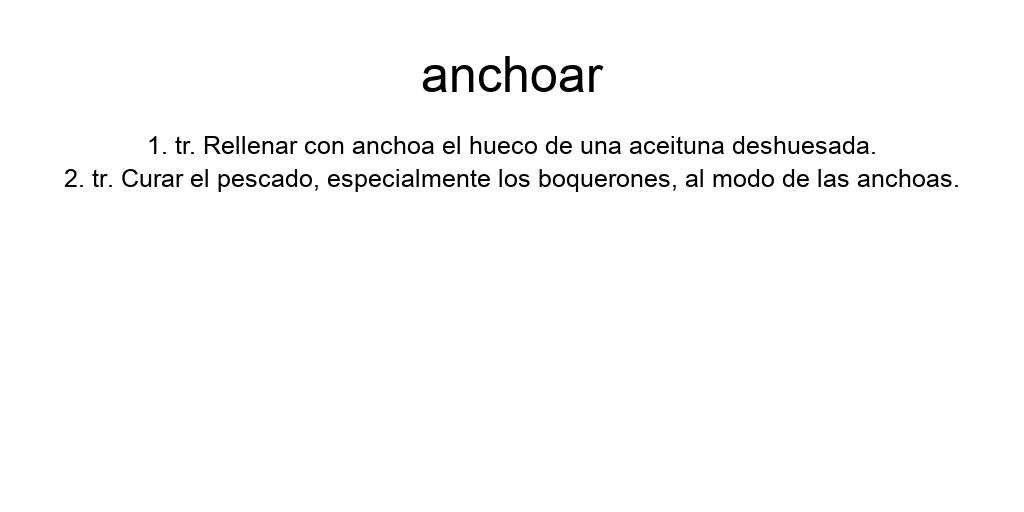 anchoar
1. tr. Rellenar con anchoa el hueco de una aceituna deshuesada.
2. tr. Curar el pescado, especialmente los boquerones, al modo de las anchoas.